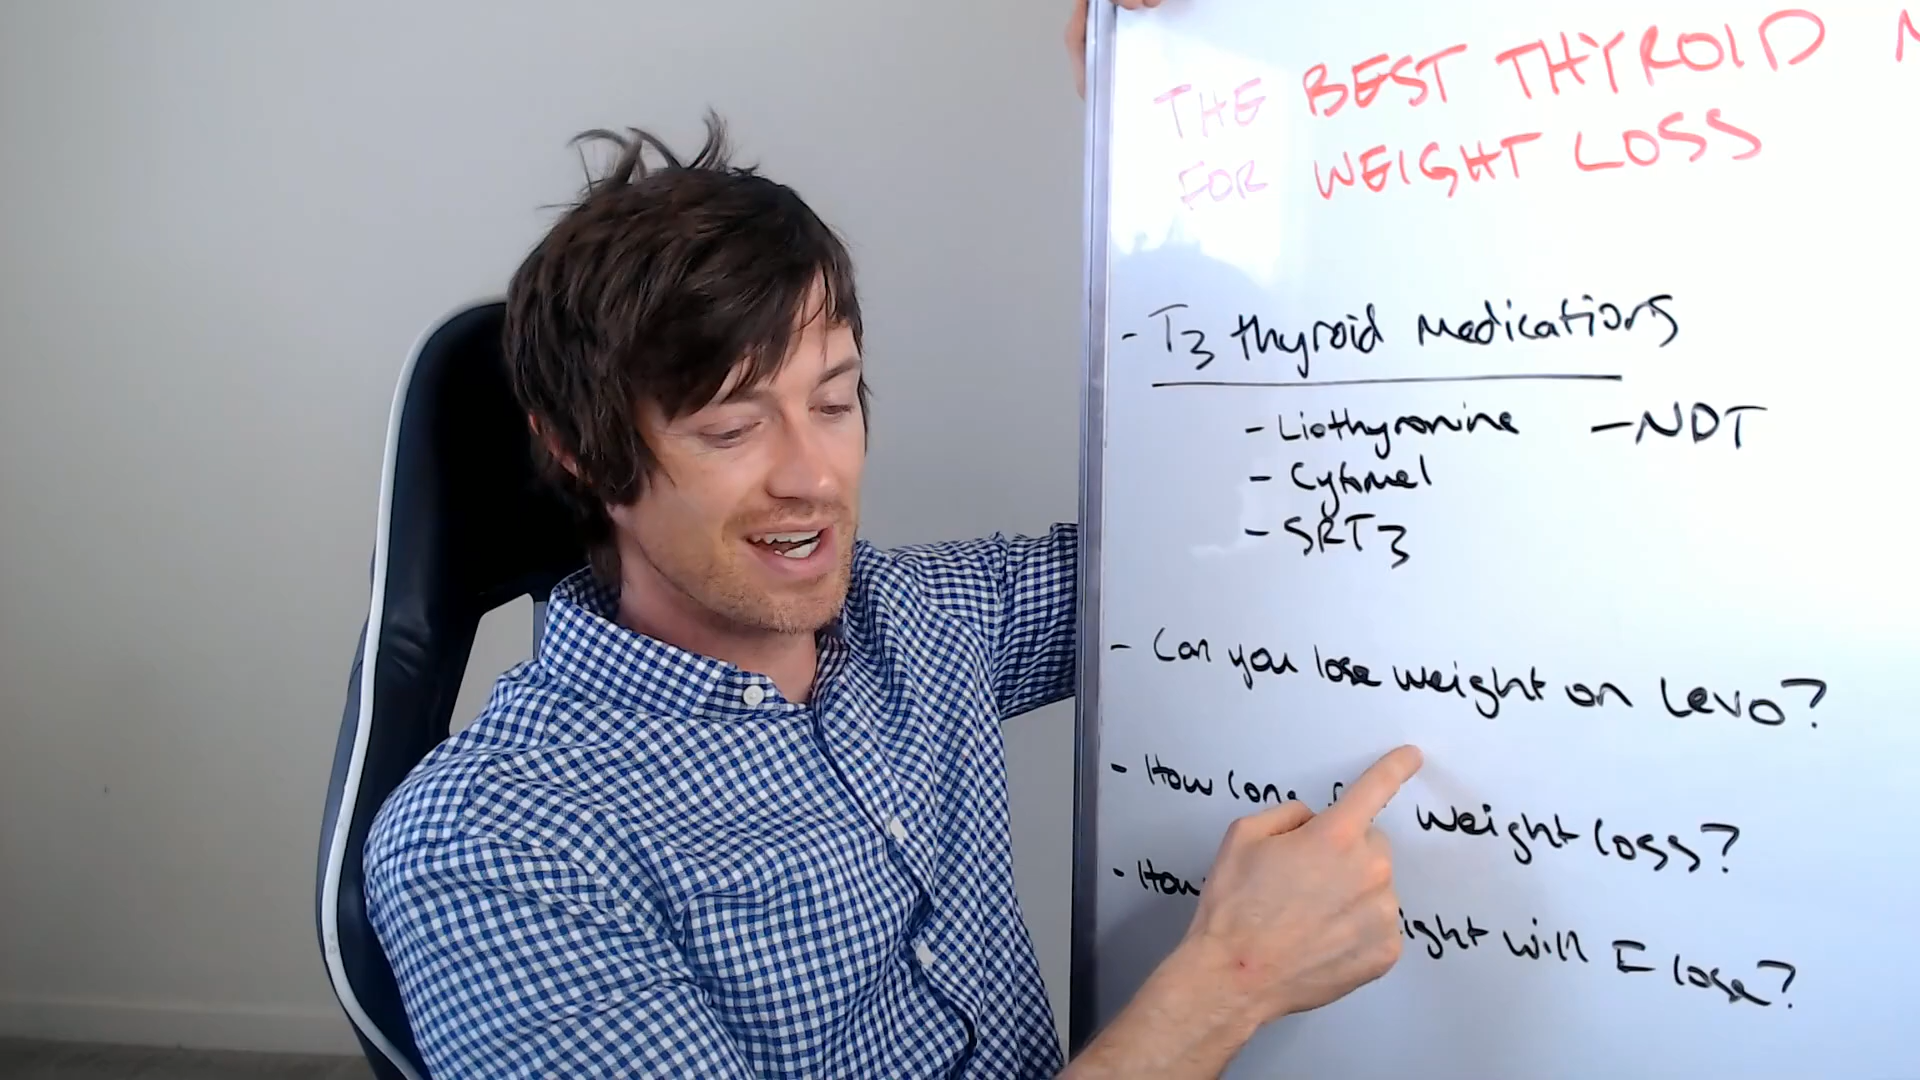 THE BEST THYROID
FOR WEIGHT LOSS
- T3 thyroid medications
- Liothyronine - NDT
- Cytomel
- SRT3
- Can you lose weight on Levo?
- How long weight loss?
- How will I lose?